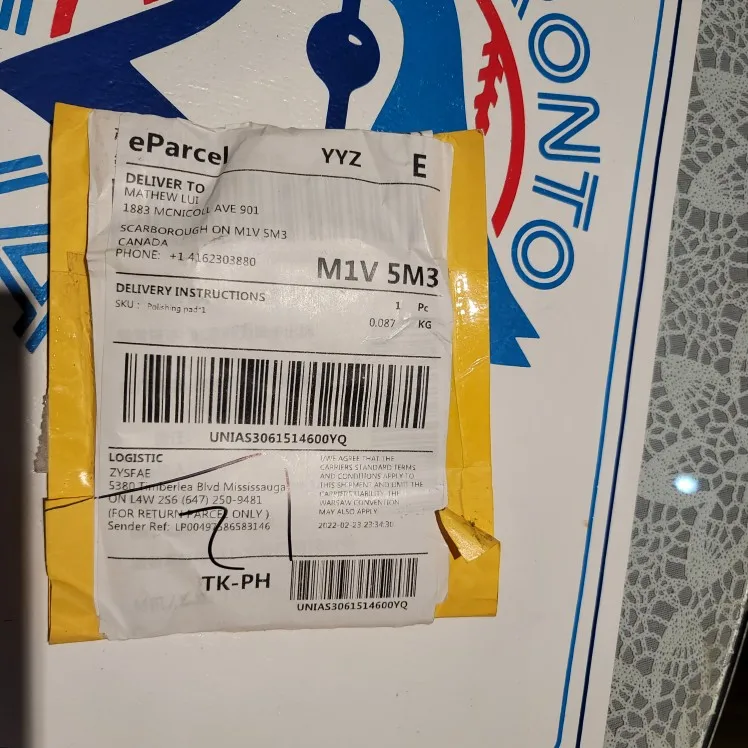 RONTO
eParcel YYZ E
DELIVER TO
MATHEW LUI
1883 MCNICOLL AVE 901
SCARBOROUGH ON M1V 5M3
CANADA
PHONE: +1 4162303880
M1V 5M3
DELIVERY INSTRUCTIONS 1 Pc
SKU : Polishing pad*1 0.087 KG
UNIAS3061514600YQ
LOGISTIC
ZYSFAE
5380 Timberlea Blvd Mississauga
ON L4W 2S6 (647) 250-9481
(FOR RETURN PARCEL ONLY )
Sender Ref: LP00497686583146
I/WE AGREE THAT THE
CARRIERS STANDARD TERMS
AND CONDITIONS APPLY TO
THIS SHIPMENT AND LIMIT THE
CARRIERS LIABILITY. THE
WARSAW CONVENTION
MAY ALSO APPLY.
2022-02-23 23:34:30
21
TK-PH
UNIAS3061514600YQ